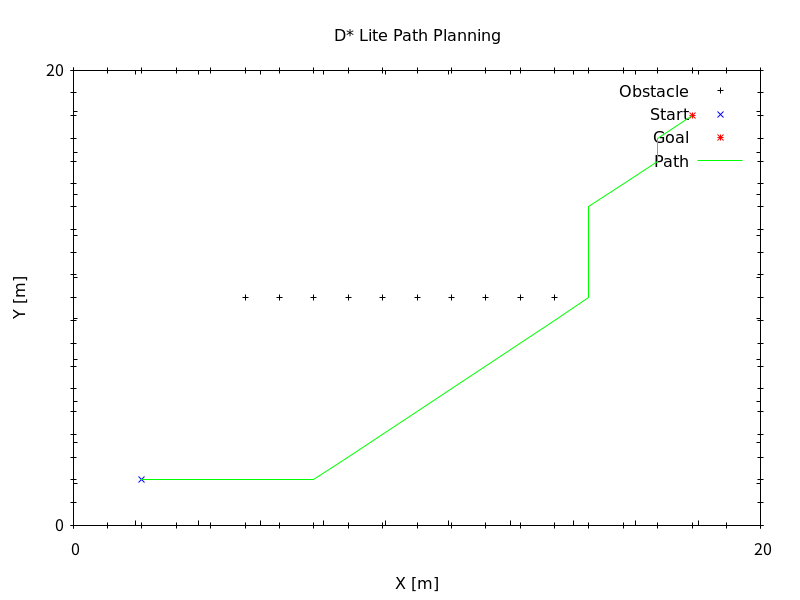 D* Lite Path Planning
20
Obstacle
Start
Goal
Path
Y [m]
0
0
20
X [m]